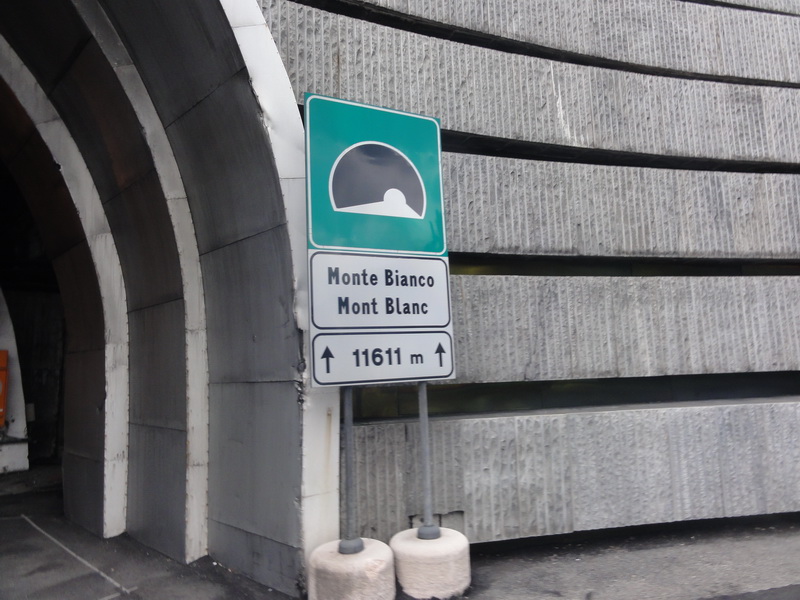 Monte Bianco
Mont Blanc
↑ 11611 m ↑